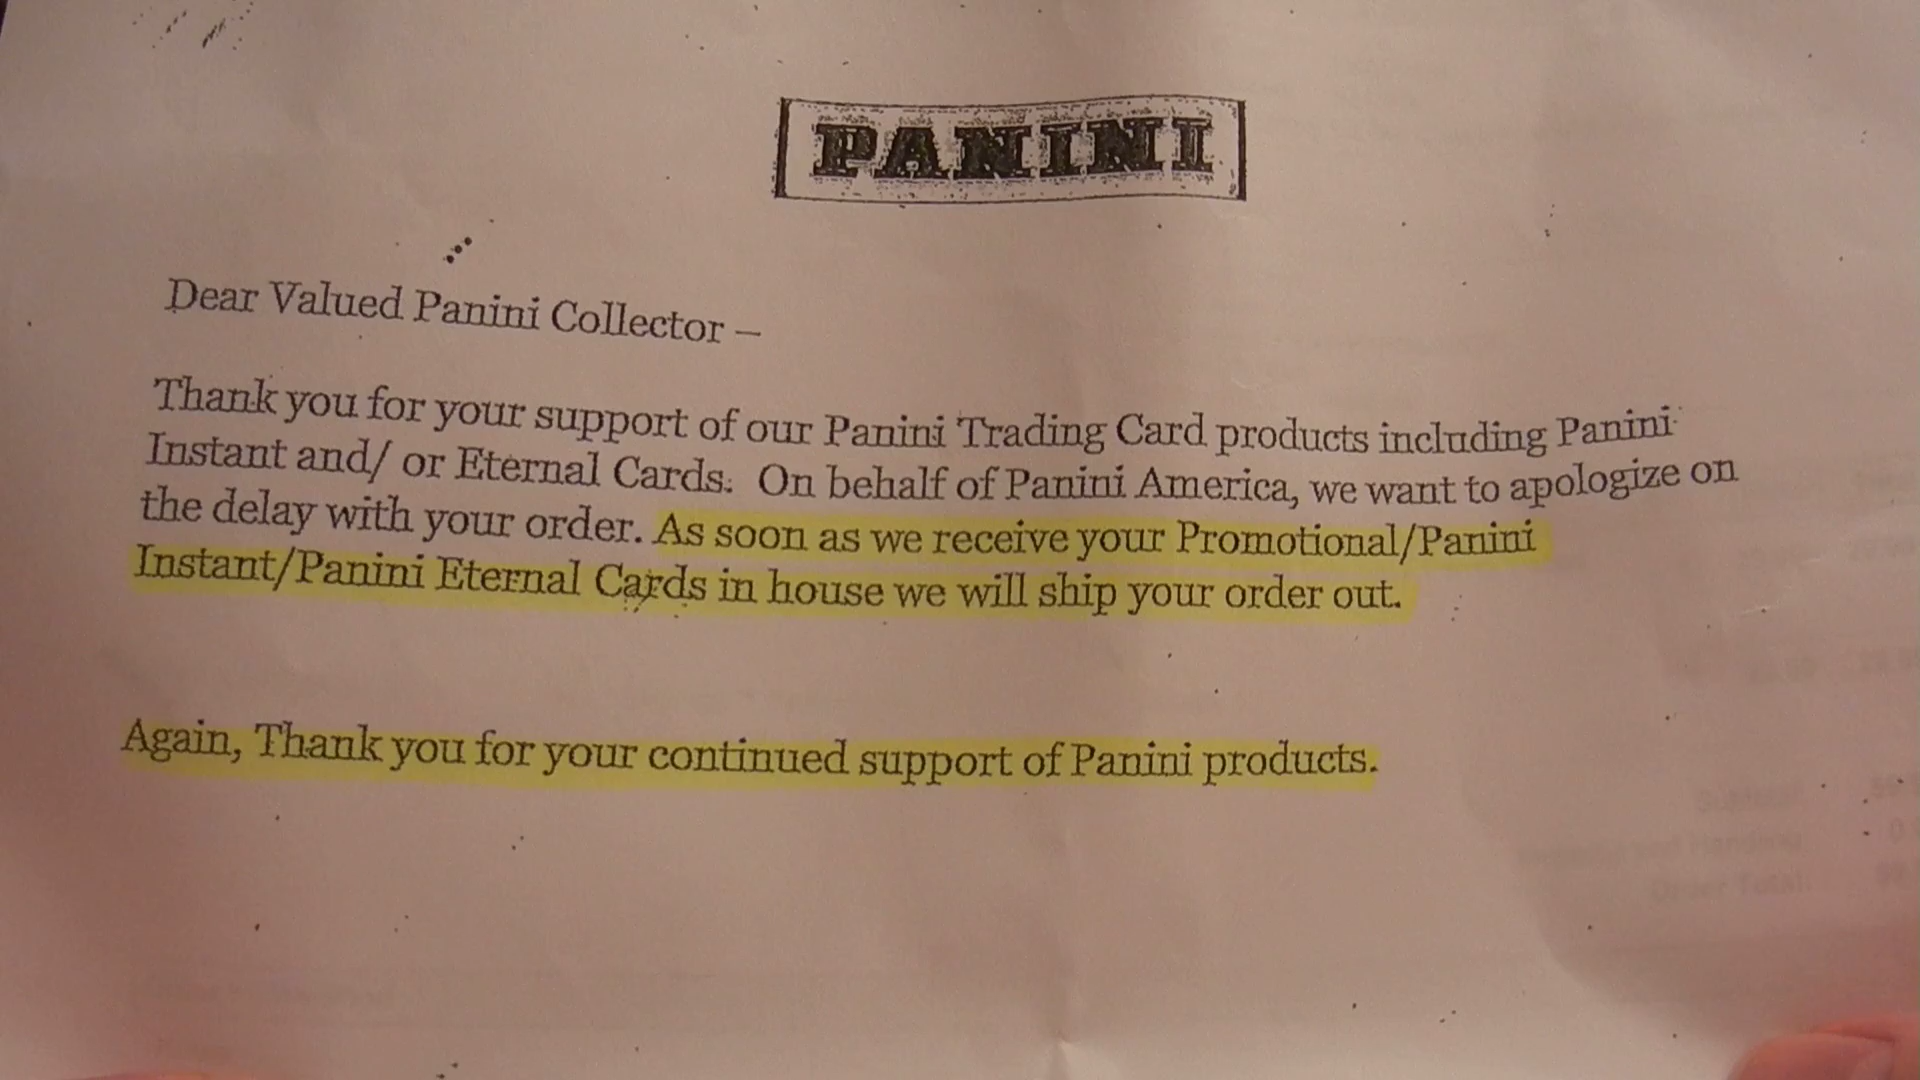 PANINI
Dear Valued Panini Collector –
Thank you for your support of our Panini Trading Card products including Panini
Instant and/ or Eternal Cards. On behalf of Panini America, we want to apologize on
the delay with your order. As soon as we receive your Promotional/Panini
Instant/Panini Eternal Cards in house we will ship your order out.
Again, Thank you for your continued support of Panini products.
Order Total: